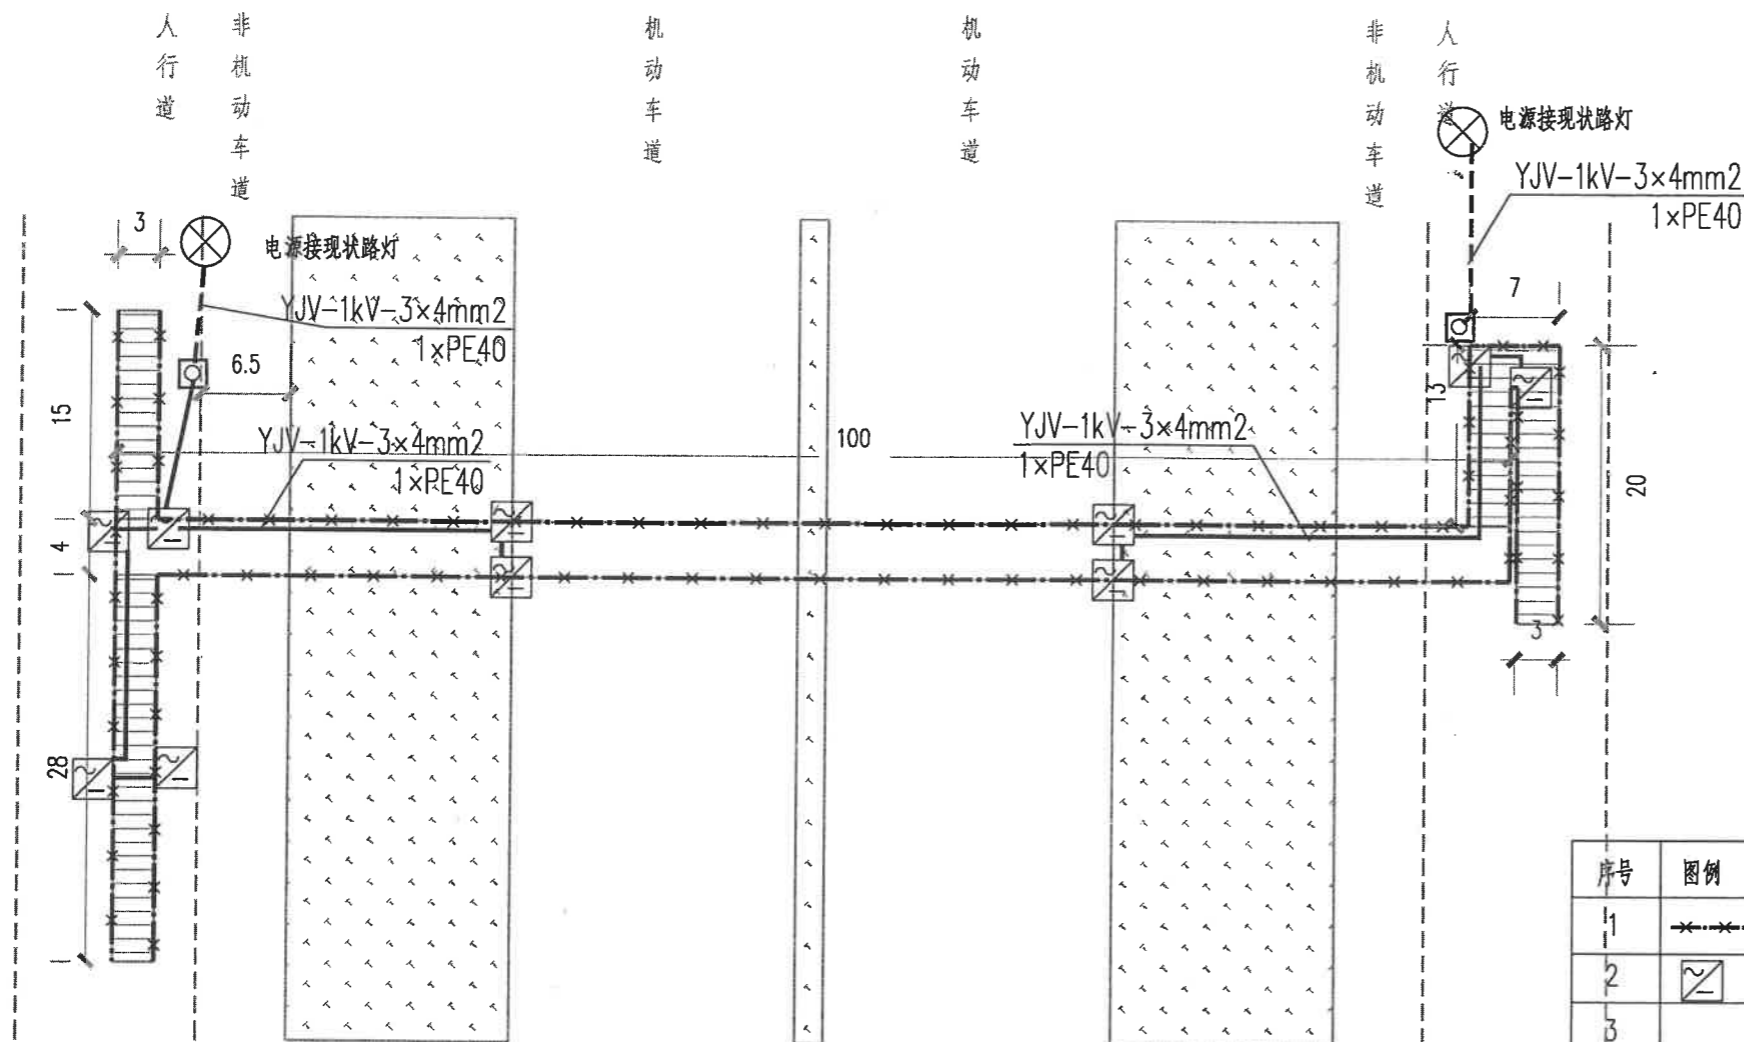 人行道
非机动车道
机动车道
机动车道
非机动车道
人行道
电源接现状路灯
YJV-1kV-3×4mm2
1×PE40
3
电源接现状路灯
YJV-1kV-3×4mm2
1×PE40
7
6.5
15
13
YJV-1kV-3×4mm2
1×PE40
100
YJV-1kV-3×4mm2
1×PE40
20
4
3
28
序号 图例
1
2
3